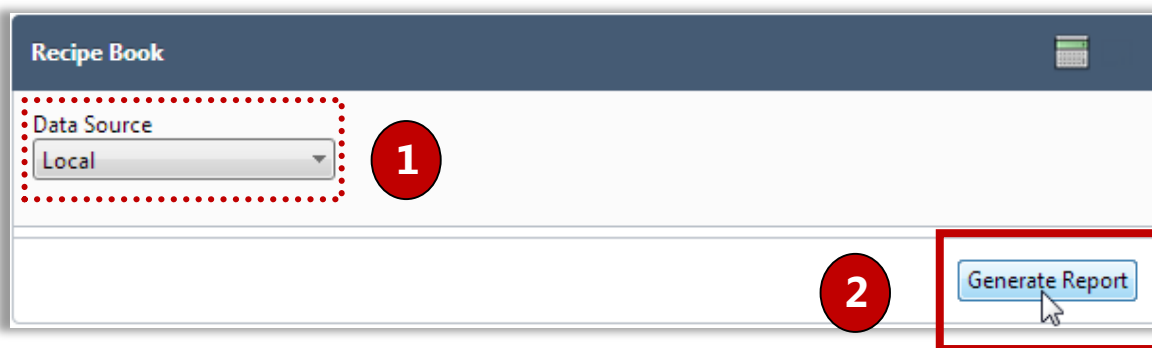 Recipe Book
Data Source
Local
1
2
Generate Report